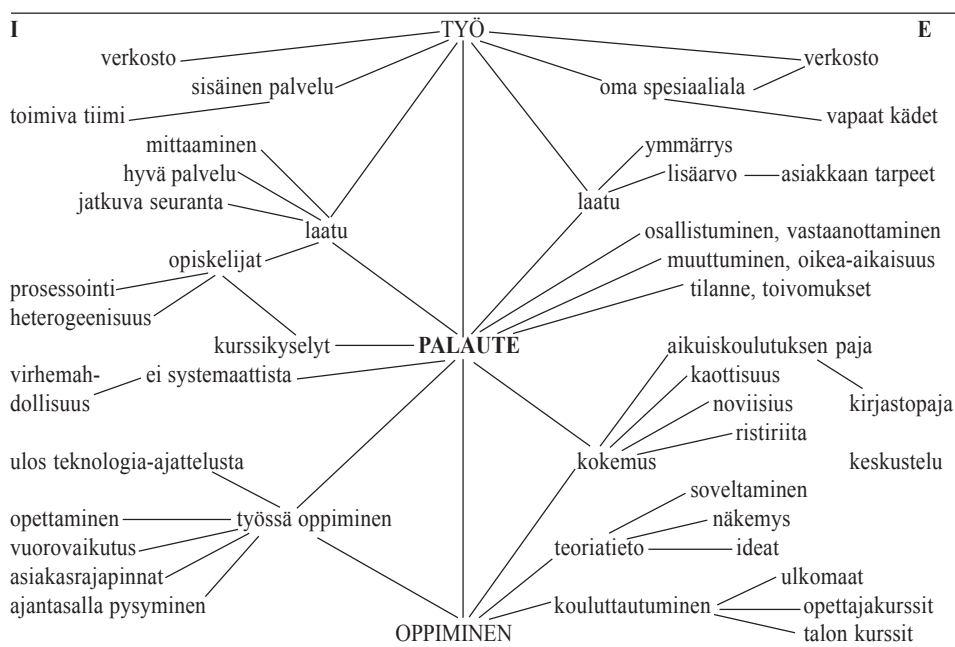 I E
TYÖ
verkosto verkosto
sisäinen palvelu oma spesiaaliala
toimiva tiimi vapaat kädet
mittaaminen ymmärrys
hyvä palvelu lisäarvo asiakkaan tarpeet
jatkuva seuranta laatu
laatu osallistuminen, vastaanottaminen
opiskelijat muuttuminen, oikea-aikaisuus
prosessointi tilanne, toivomukset
heterogeenisuus
kurssikyselyt PALAUTE aikuiskoulutuksen paja
virhemah- ei systemaattista kaottisuus
dollisuus noviisius kirjastopaja
ristiriita
ulos teknologia-ajattelusta kokemus keskustelu
soveltaminen
opettaminen työssä oppiminen näkemys
vuorovaikutus teoriatieto ideat
asiakasrajapinnat ulkomaat
ajantasalla pysyminen kouluttautuminen opettajakurssit
OPPIMINEN talon kurssit